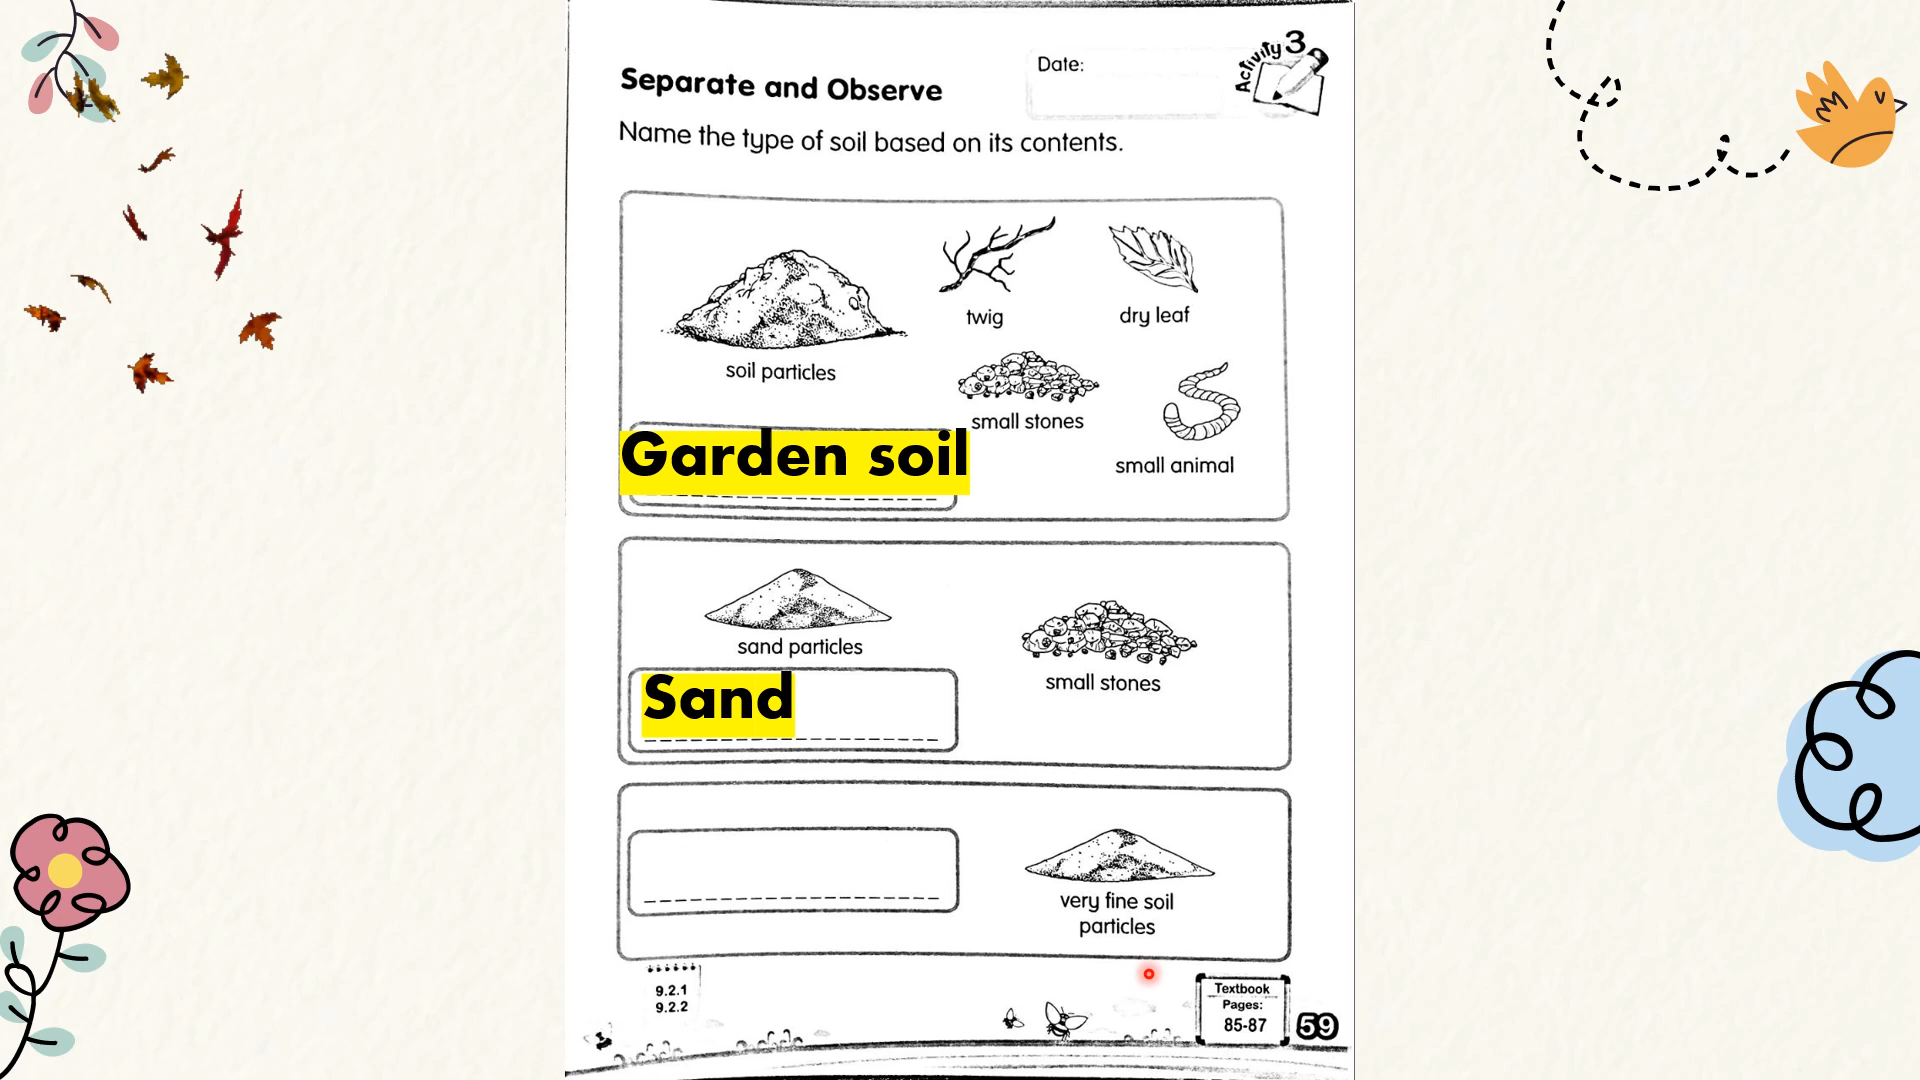 Activity 3
Date:
Separate and Observe
Name the type of soil based on its contents.
soil particles
twig
dry leaf
small stones
small animal
Garden soil
sand particles
small stones
Sand
very fine soil
particles
9.2.1
9.2.2
Textbook
Pages:
85-87
59